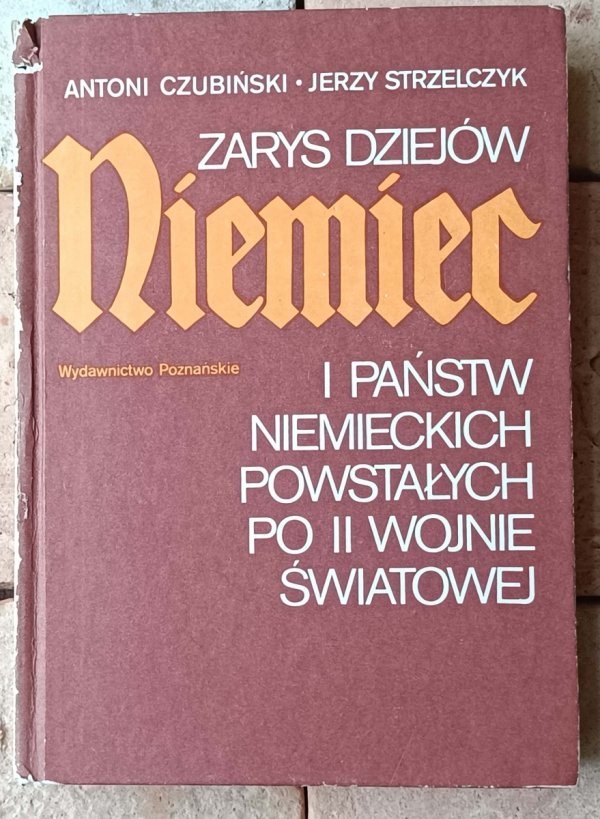 ANTONI CZUBIŃSKI • JERZY STRZELCZYK
ZARYS DZIEJÓW
Niemiec
Wydawnictwo Poznańskie
I PAŃSTW
NIEMIECKICH
POWSTAŁYCH
PO II WOJNIE
ŚWIATOWEJ